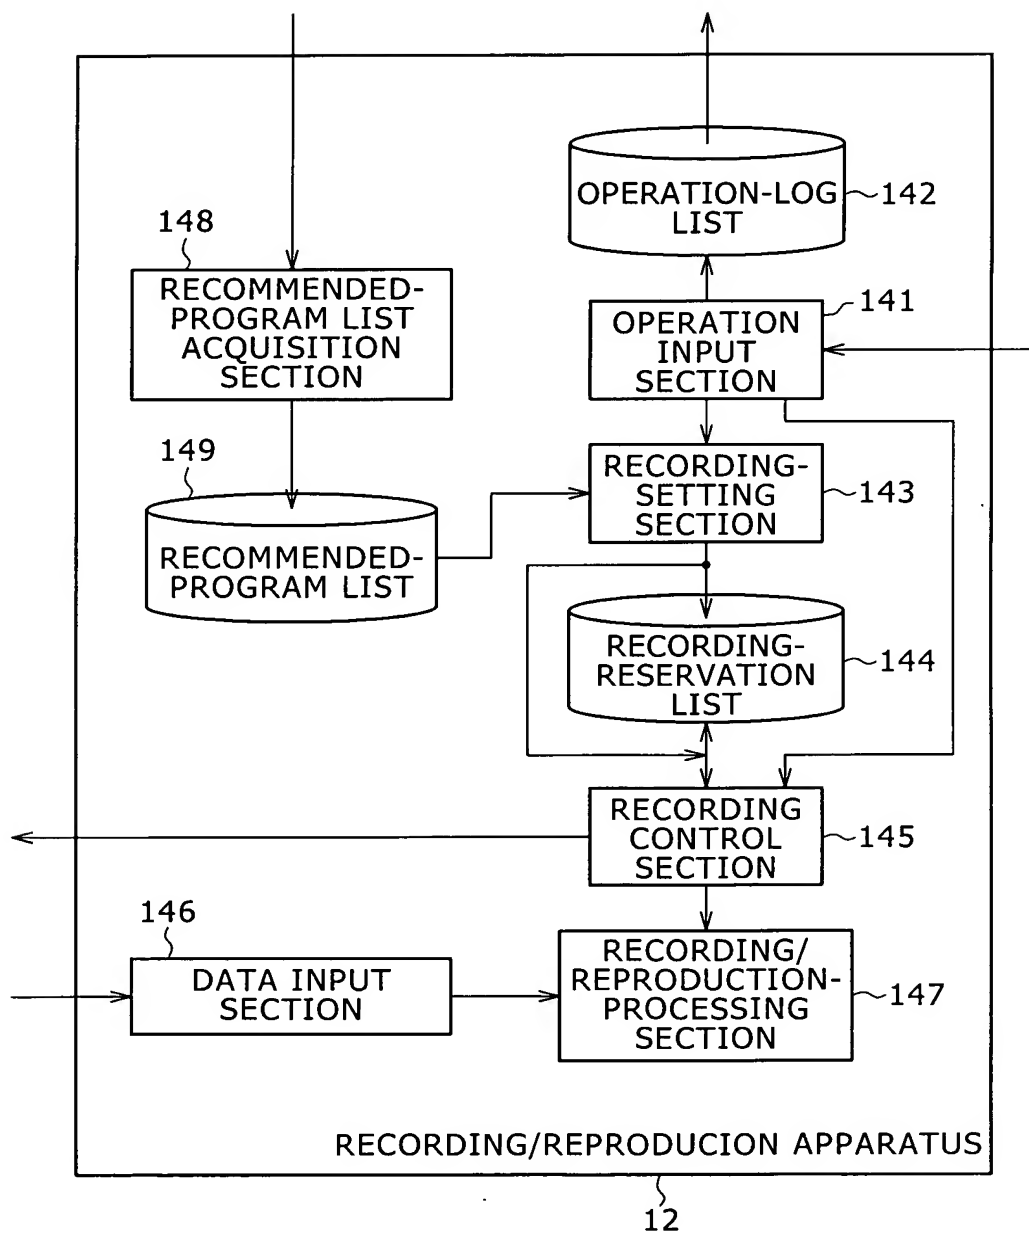 OPERATION-LOG
LIST
142
148
RECOMMENDED-
PROGRAM LIST
ACQUISITION
SECTION
OPERATION
INPUT
SECTION
141
149
RECOMMENDED-
PROGRAM LIST
RECORDING-
SETTING
SECTION
143
RECORDING-
RESERVATION
LIST
144
RECORDING
CONTROL
SECTION
145
146
DATA INPUT
SECTION
RECORDING/
REPRODUCTION-
PROCESSING
SECTION
147
RECORDING/REPRODUCION APPARATUS
12